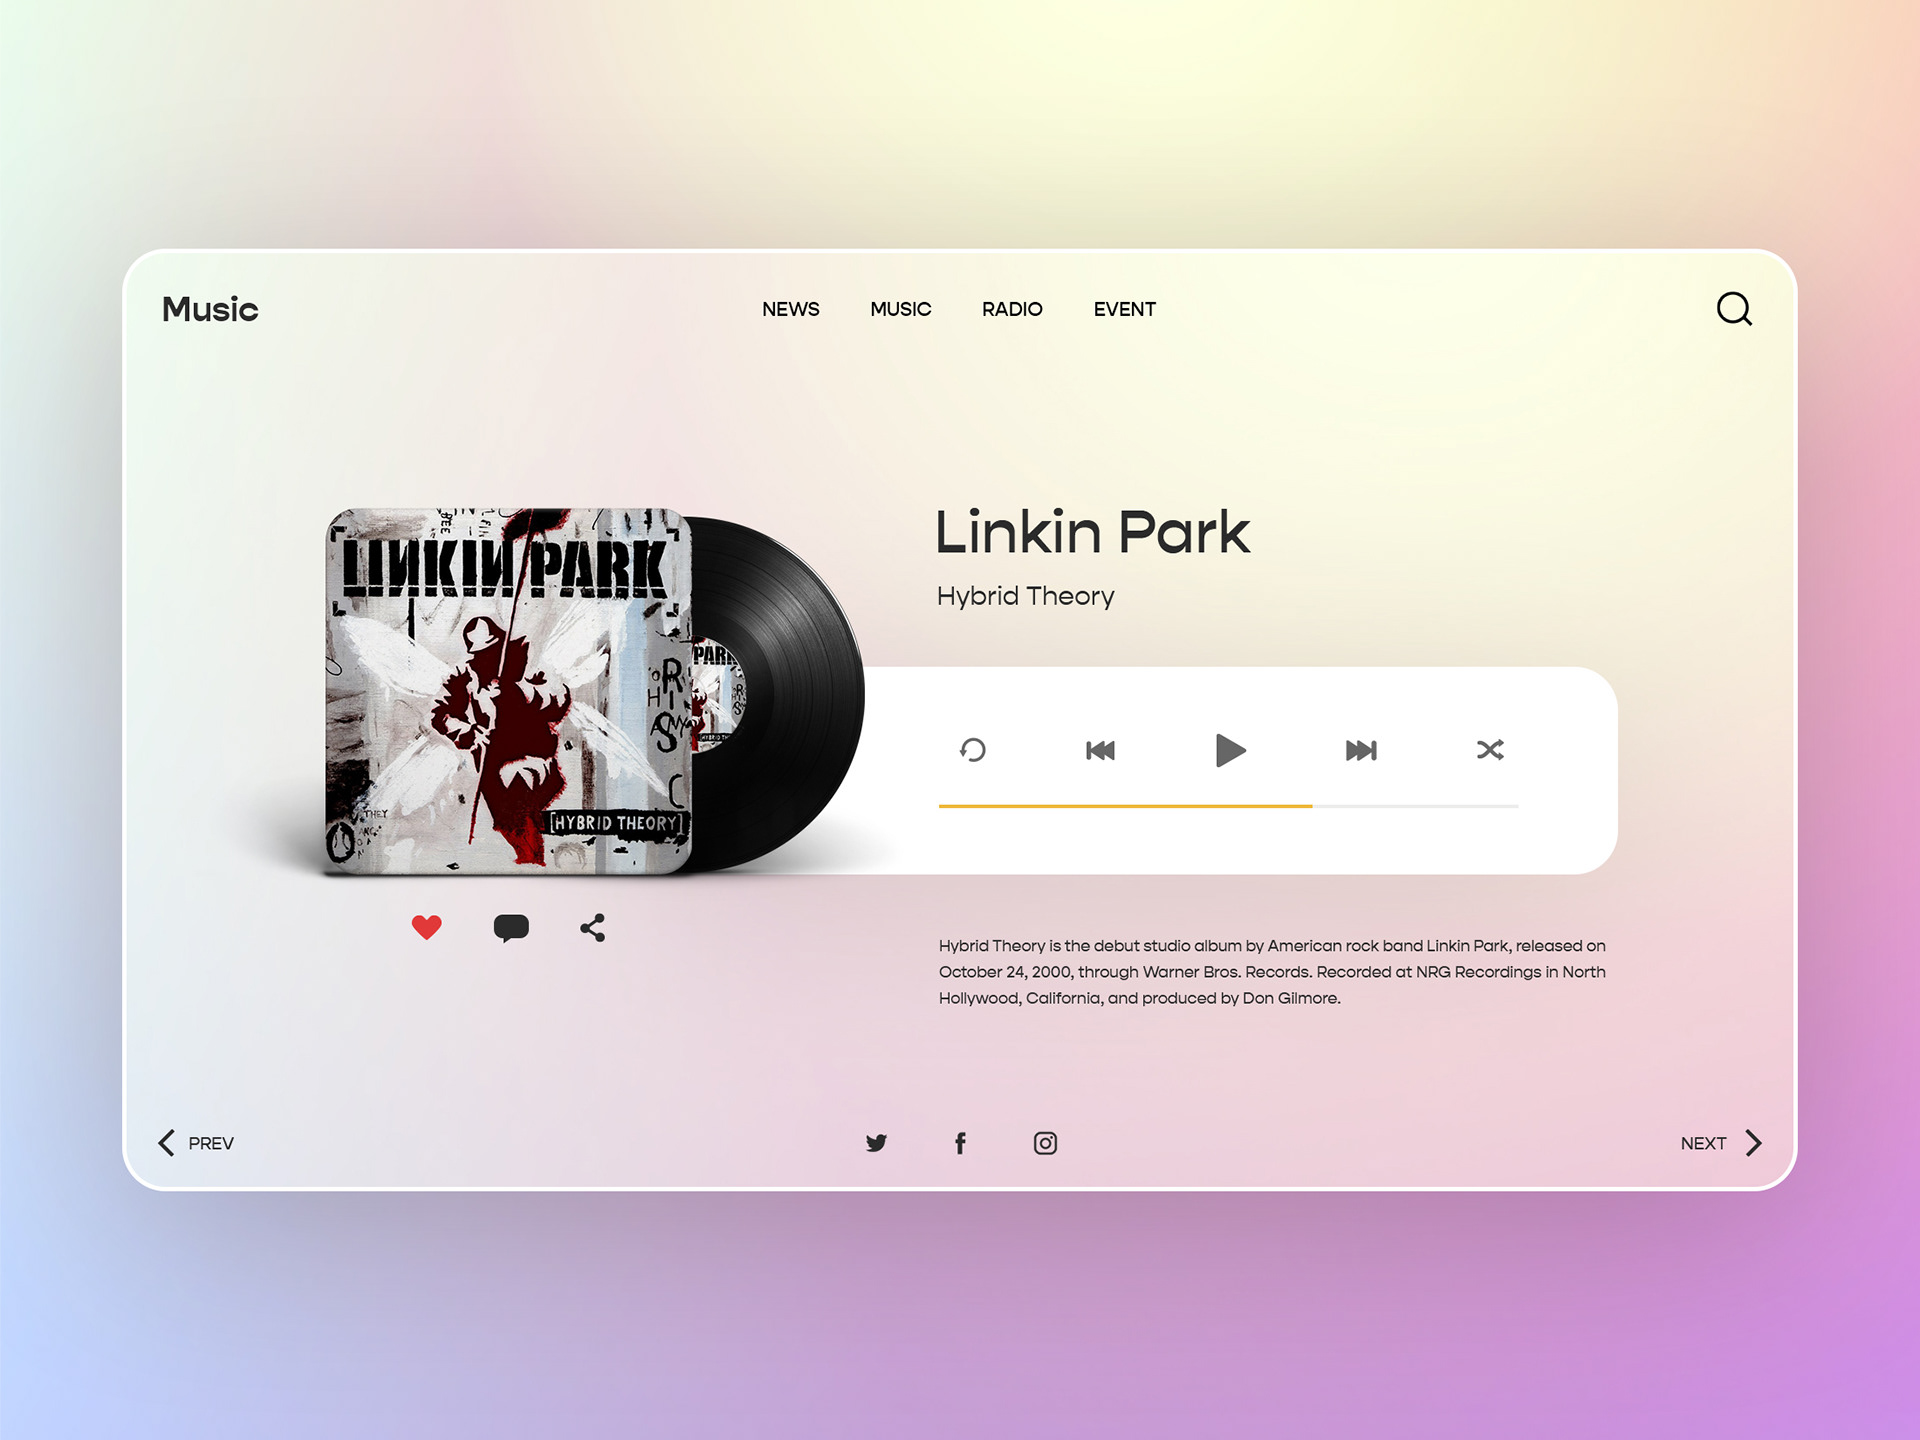 Music
NEWS MUSIC RADIO EVENT
LINKIN PARK
[HYBRID THEORY]
Linkin Park
Hybrid Theory
Hybrid Theory is the debut studio album by American rock band Linkin Park, released on
October 24, 2000, through Warner Bros. Records. Recorded at NRG Recordings in North
Hollywood, California, and produced by Don Gilmore.
PREV
NEXT